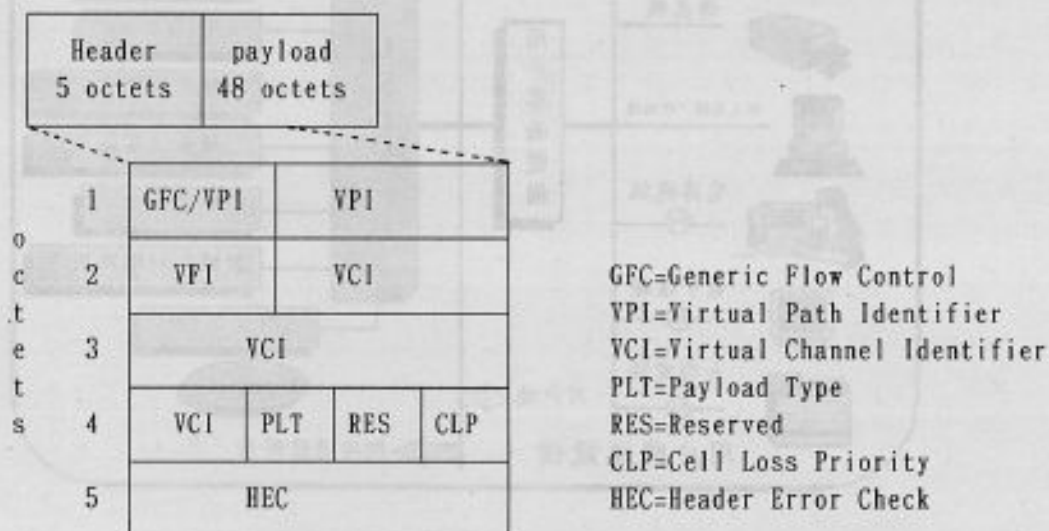 Header payload
5 octets 48 octets
1 GFC/VPI VPI
2 VFI VCI
3 VCI
4 VCI PLT RES CLP
5 HEC
octets
GFC=Generic Flow Control
VPI=Virtual Path Identifier
VCI=Virtual Channel Identifier
PLT=Payload Type
RES=Reserved
CLP=Cell Loss Priority
HEC=Header Error Check